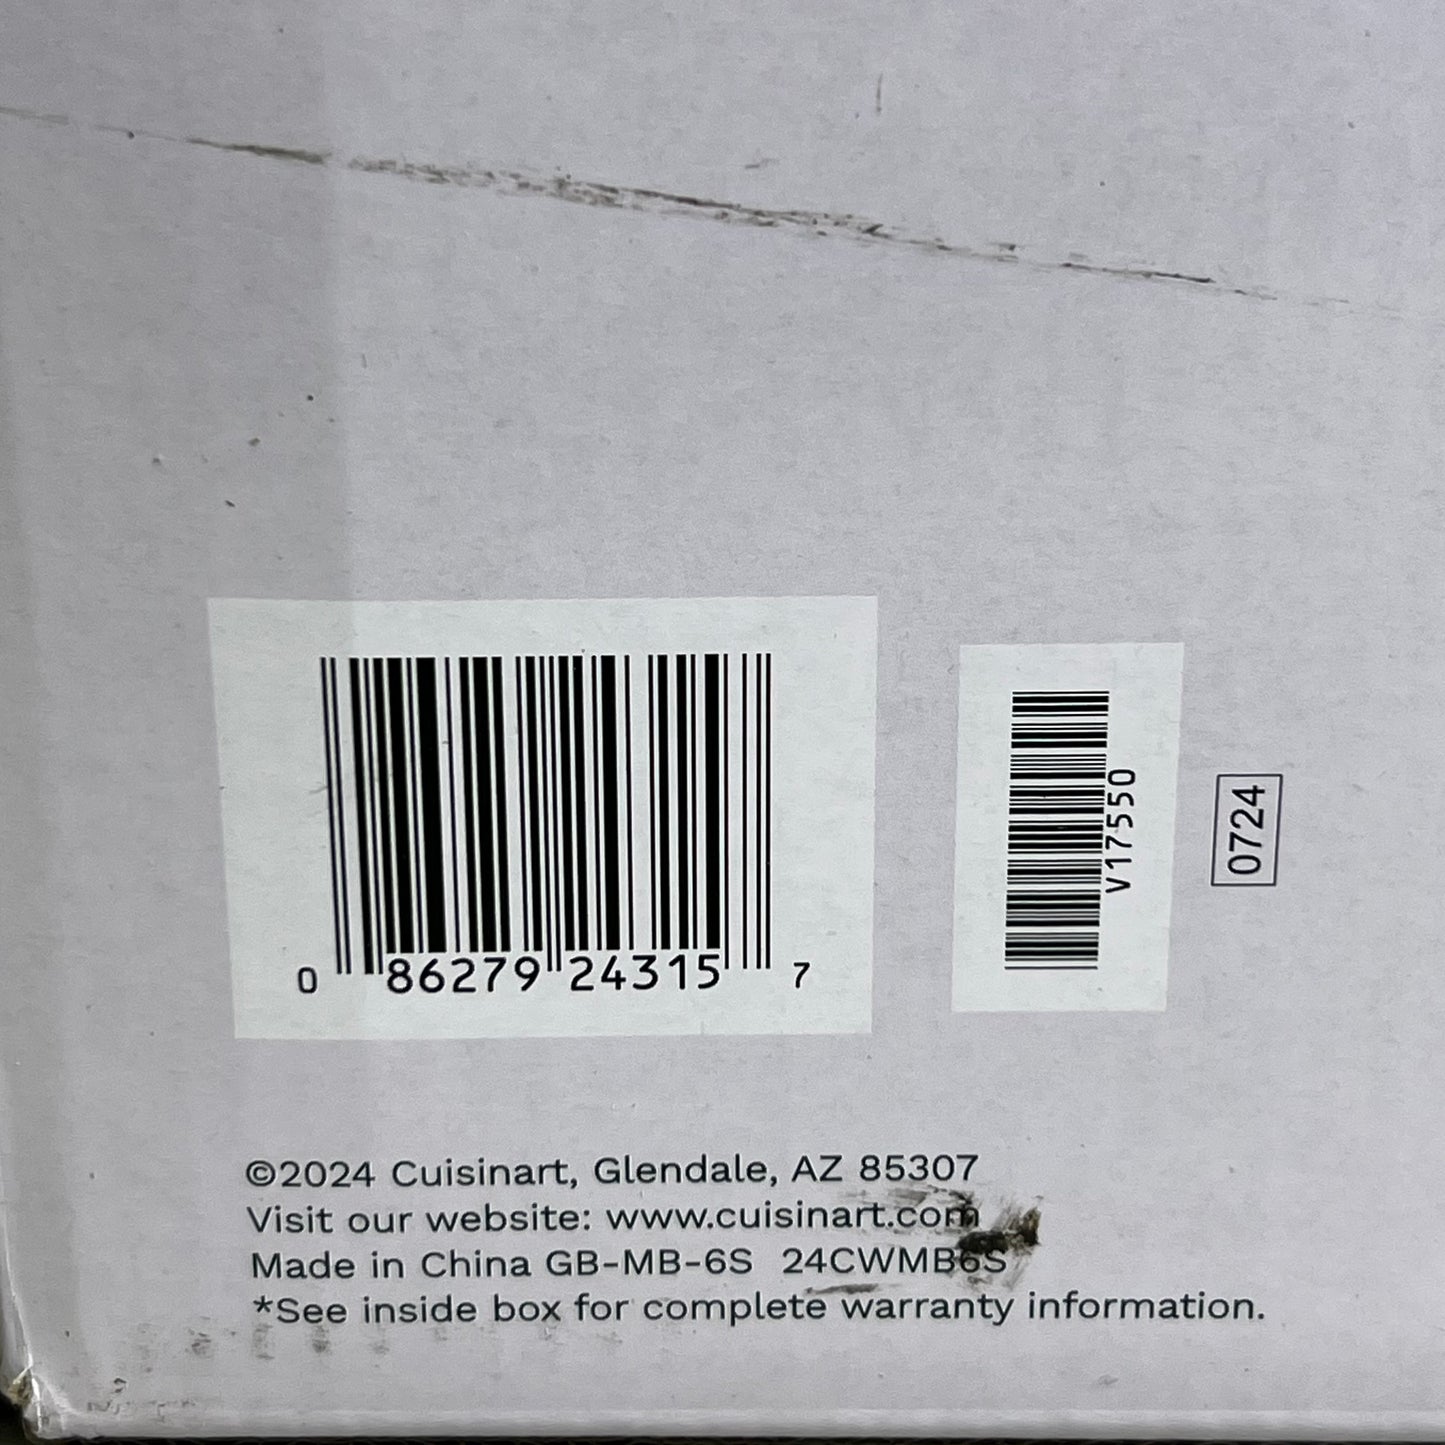 0 86279 24315 7
V17550
0724
©2024 Cuisinart, Glendale, AZ 85307
Visit our website: www.cuisinart.com
Made in China GB-MB-6S 24CWMB6S
*See inside box for complete warranty information.